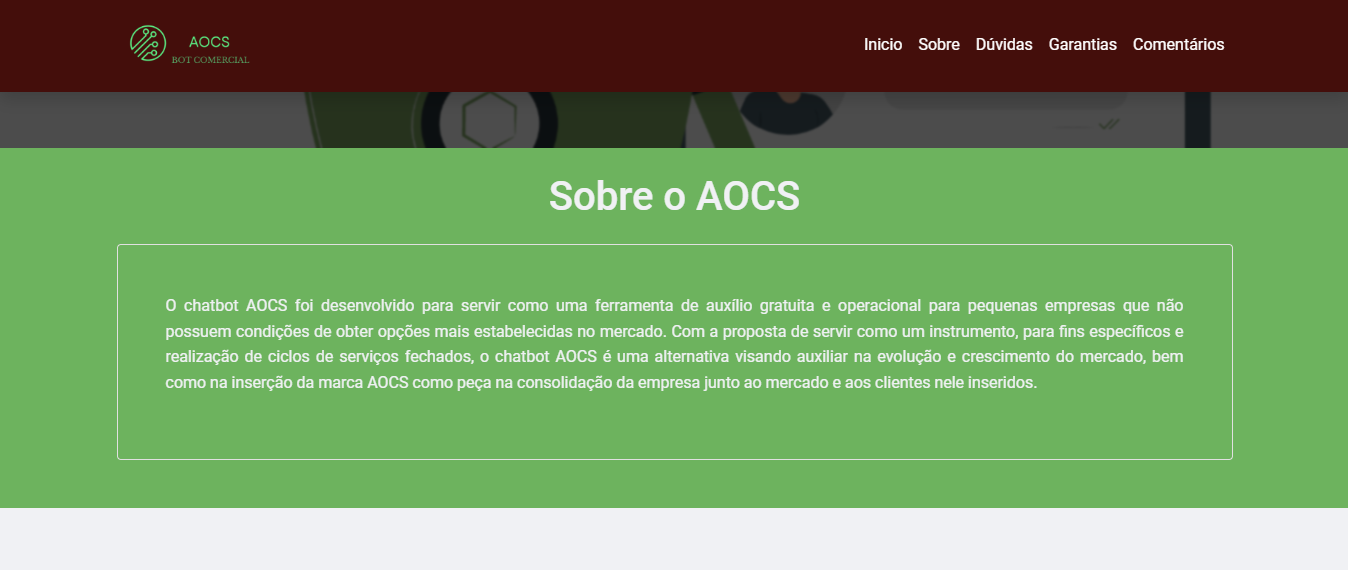 AOCS
BOT COMERCIAL
Inicio Sobre Dúvidas Garantias Comentários
Sobre o AOCS
O chatbot AOCS foi desenvolvido para servir como uma ferramenta de auxílio gratuita e operacional para pequenas empresas que não
possuem condições de obter opções mais estabelecidas no mercado. Com a proposta de servir como um instrumento, para fins específicos e
realização de ciclos de serviços fechados, o chatbot AOCS é uma alternativa visando auxiliar na evolução e crescimento do mercado, bem
como na inserção da marca AOCS como peça na consolidação da empresa junto ao mercado e aos clientes nele inseridos.